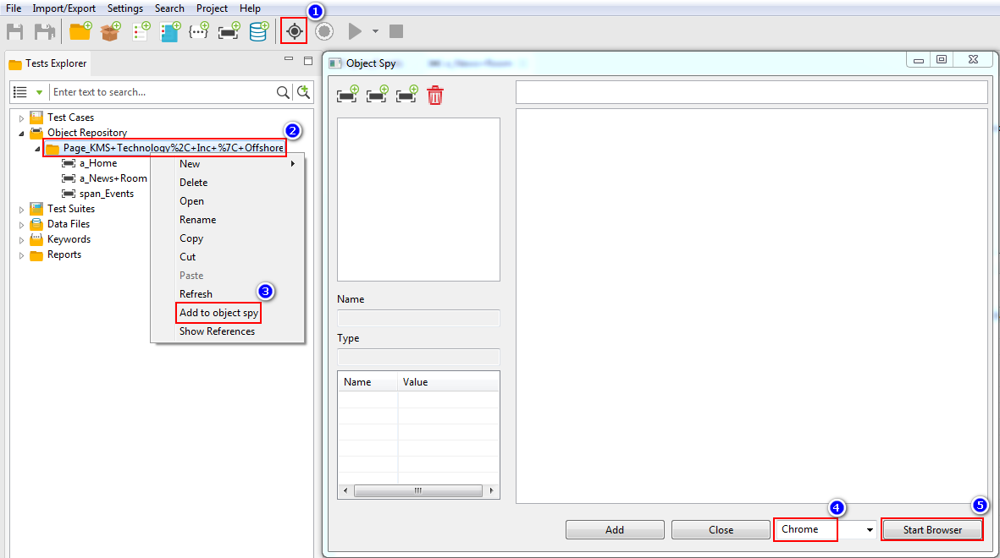 File Import/Export Settings Search Project Help
1
Tests Explorer
Object Spy
Enter text to search...
Test Cases
Object Repository
2
Page_KMS+Technology%2C+Inc+%7C+Offshore
a_Home
a_News+Room
span_Events
Test Suites
Data Files
Keywords
Reports
New
Delete
Open
Rename
Copy
Cut
Paste
Refresh
3
Add to object spy
Show References
Name
Type
Name Value
Add
Close
4
Chrome
5
Start Browser